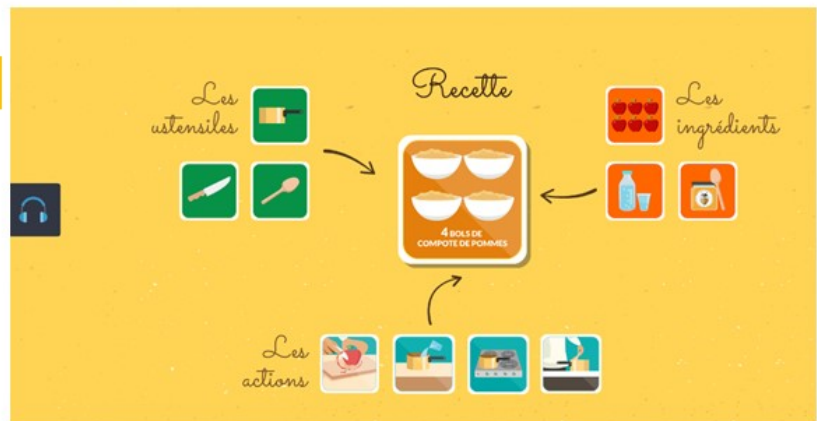 Recette
Les
ustensiles
Les
ingrédients
4 BOLS DE
COMPOTE DE POMMES
Les
actions